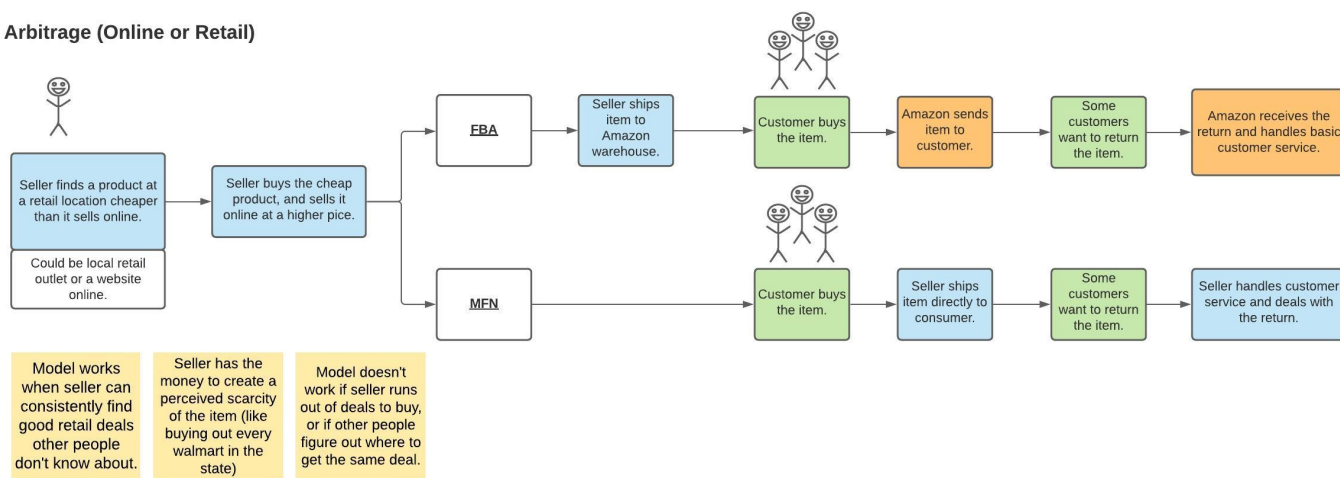 Arbitrage (Online or Retail)
Seller finds a product at
a retail location cheaper
than it sells online.
Could be local retail
outlet or a website
online.
Seller buys the cheap
product, and sells it
online at a higher pice.
FBA
Seller ships
item to
Amazon
warehouse.
Customer buys
the item.
Amazon sends
item to
customer.
Some
customers
want to return
the item.
Amazon receives the
return and handles basic
customer service.
MFN
Customer buys
the item.
Seller ships
item directly to
consumer.
Some
customers
want to return
the item.
Seller handles customer
service and deals with
the return.
Model works
when seller can
consistently find
good retail deals
other people
don't know about.
Seller has the
money to create a
perceived scarcity
of the item (like
buying out every
walmart in the
state)
Model doesn't
work if seller runs
out of deals to buy,
or if other people
figure out where to
get the same deal.